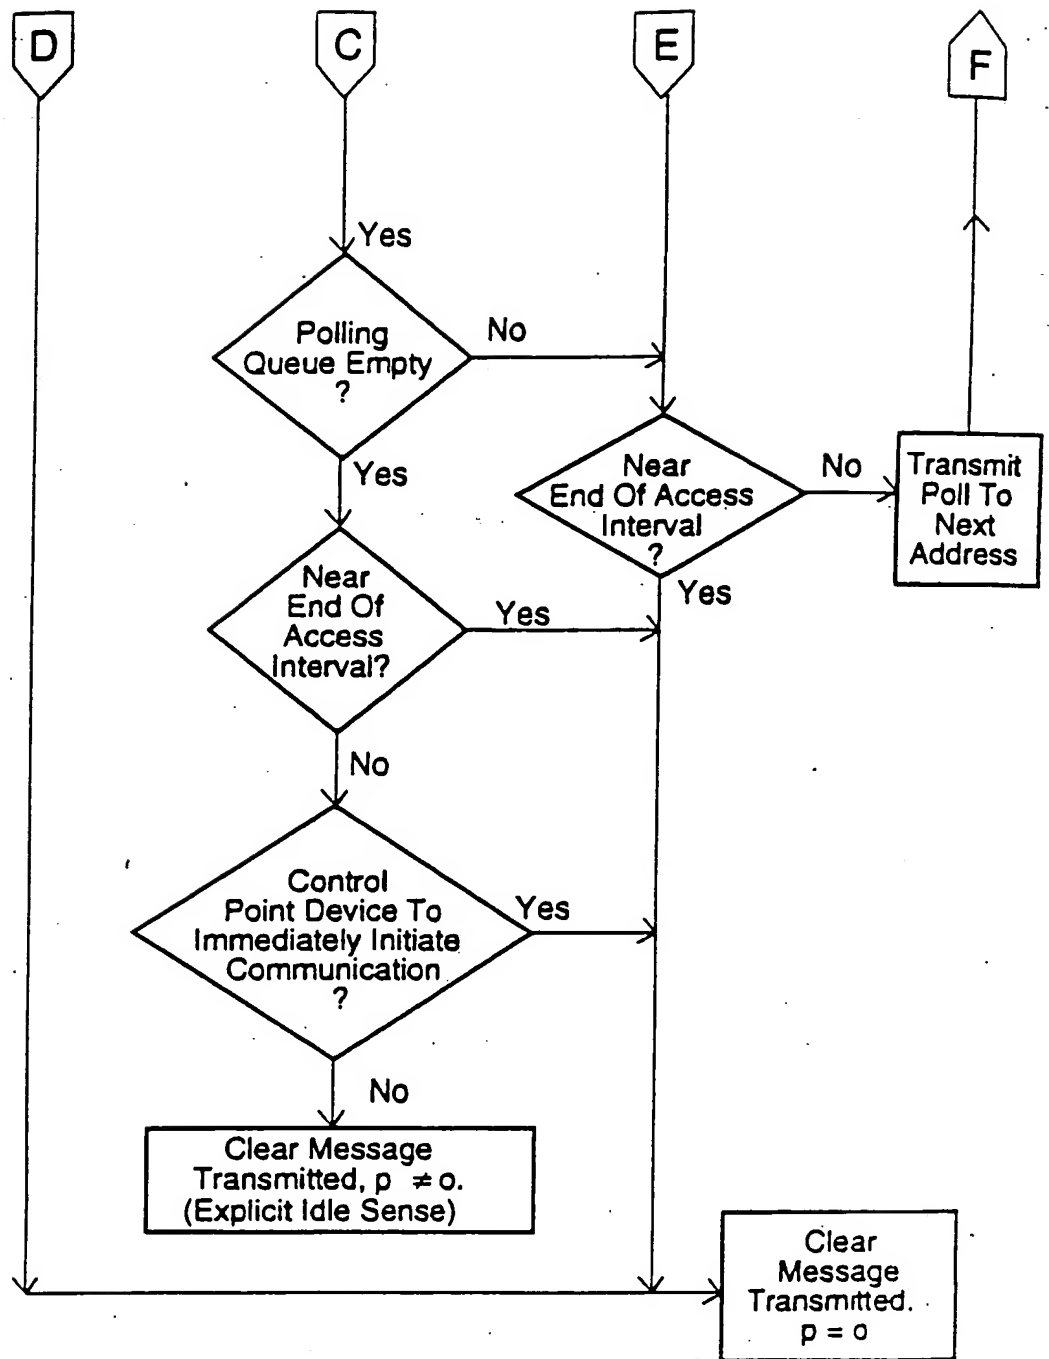 D
C
E
F
Yes
Polling
Queue Empty
?
No
Yes
Near
End Of Access
Interval
?
No
Transmit
Poll To
Next
Address
Yes
Near
End Of
Access
Interval?
Yes
No
Control
Point Device To
Immediately Initiate
Communication
?
Yes
No
Clear Message
Transmitted, p ≠ o.
(Explicit Idle Sense)
Clear
Message
Transmitted.
p = o